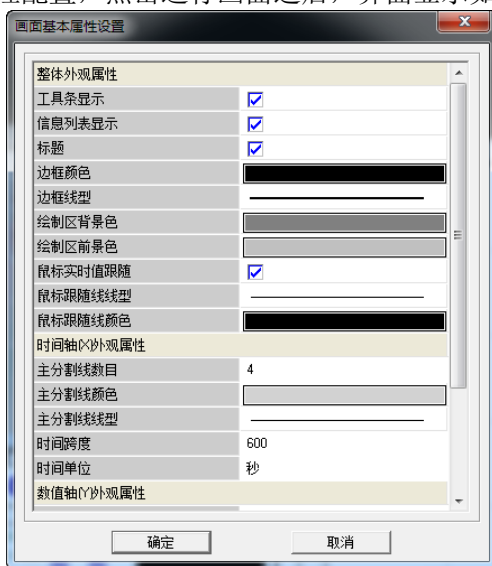 画面基本属性设置
整体外观属性
工具条显示
信息列表显示
标题
边框颜色
边框线型
绘制区背景色
绘制区前景色
鼠标实时值跟随
鼠标跟随线线型
鼠标跟随线颜色
时间轴(X)外观属性
主分割线数目 4
主分割线颜色
主分割线线型
时间跨度 600
时间单位 秒
数值轴(Y)外观属性
确定 取消